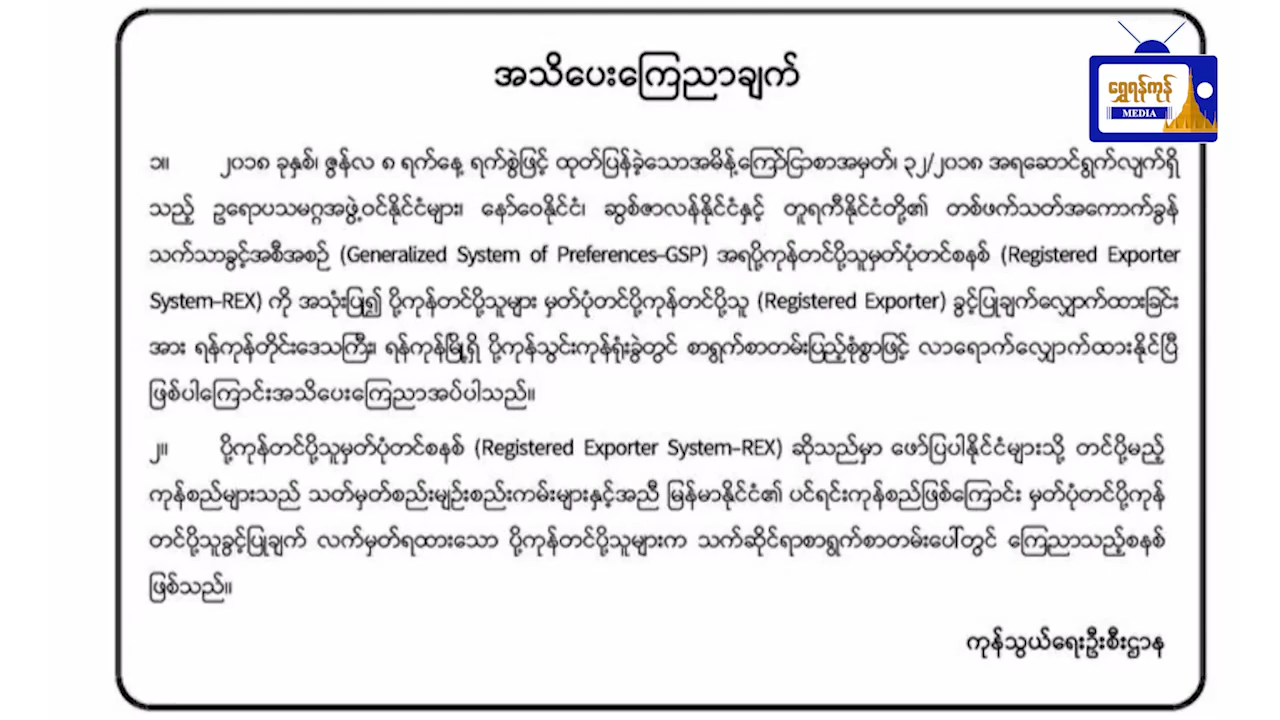 အသိပေးကြေညာချက်
ရွှေရန်ကုန်
MEDIA
၁။ ၂၀၁၈ ခုနှစ်၊ ဇွန်လ ၈ ရက်နေ့ ရက်စွဲဖြင့် ထုတ်ပြန်ခဲ့သောအမိန့်ကြော်ငြာစာအမှတ်၊ ၃၂/၂၀၁၈ အရဆောင်ရွက်လျက်ရှိ
သည့် ဥရောပသမဂ္ဂအဖွဲ့ဝင်နိုင်ငံများ၊ နော်ဝေနိုင်ငံ၊ ဆွစ်ဇာလန်နိုင်ငံနှင့် တူရကီနိုင်ငံတို့၏ တစ်ဖက်သတ်အကောက်ခွန်
သက်သာခွင့်အစီအစဉ် (Generalized System of Preferences-GSP) အရပို့ကုန်တင်ပို့သူမှတ်ပုံတင်စနစ် (Registered Exporter
System-REX) ကို အသုံးပြု၍ ပို့ကုန်တင်ပို့သူများ မှတ်ပုံတင်ပို့ကုန်တင်ပို့သူ (Registered Exporter) ခွင့်ပြုချက်လျှောက်ထားခြင်း
အား ရန်ကုန်တိုင်းဒေသကြီး၊ ရန်ကုန်မြို့ရှိ ပို့ကုန်သွင်းကုန်ရုံးခွဲတွင် စာရွက်စာတမ်းပြည့်စုံစွာဖြင့် လာရောက်လျှောက်ထားနိုင်ပြီ
ဖြစ်ပါကြောင်းအသိပေးကြေညာအပ်ပါသည်။
၂။ ပို့ကုန်တင်ပို့သူမှတ်ပုံတင်စနစ် (Registered Exporter System-REX) ဆိုသည်မှာ ဖော်ပြပါနိုင်ငံများသို့ တင်ပို့မည့်
ကုန်စည်များသည် သတ်မှတ်စည်းမျဉ်းစည်းကမ်းများနှင့်အညီ မြန်မာနိုင်ငံ၏ ပင်ရင်းကုန်စည်ဖြစ်ကြောင်း မှတ်ပုံတင်ပို့ကုန်
တင်ပို့သူခွင့်ပြုချက် လက်မှတ်ရထားသော ပို့ကုန်တင်ပို့သူများက သက်ဆိုင်ရာစာရွက်စာတမ်းပေါ်တွင် ကြေညာသည့်စနစ်
ဖြစ်သည်။
ကုန်သွယ်ရေးဦးစီးဌာန